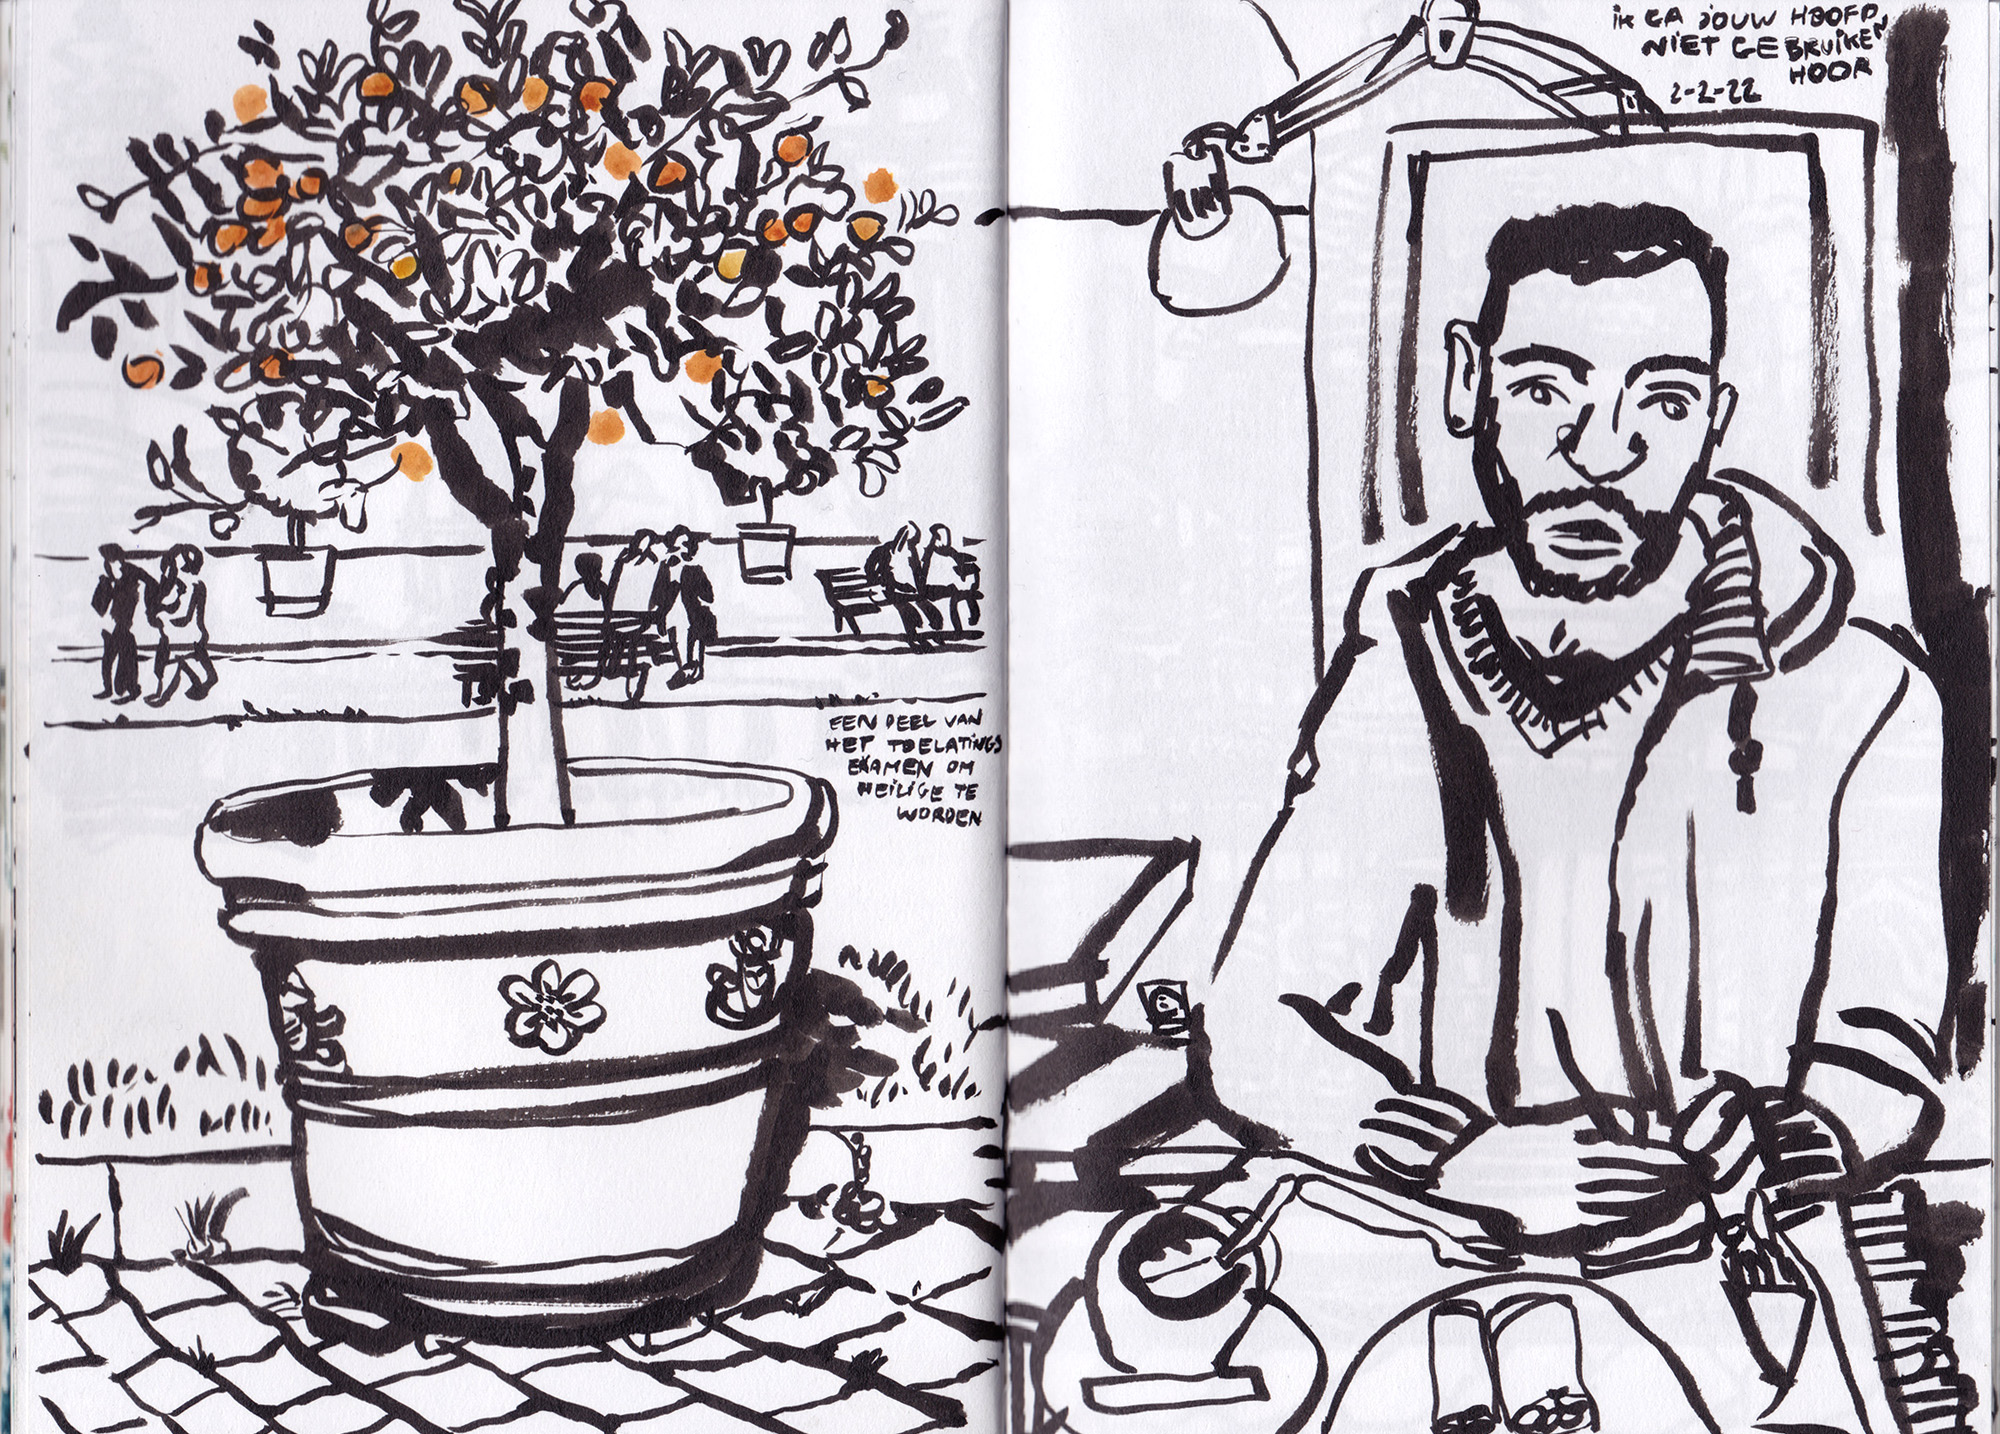 EEN DEEL VAN
HET TOELATINGS
EXAMEN OM
HEILIGE TE
WORDEN
IK GA JOUW HOOFD
NIET GEBRUIKEN
HOOR
2-2-22